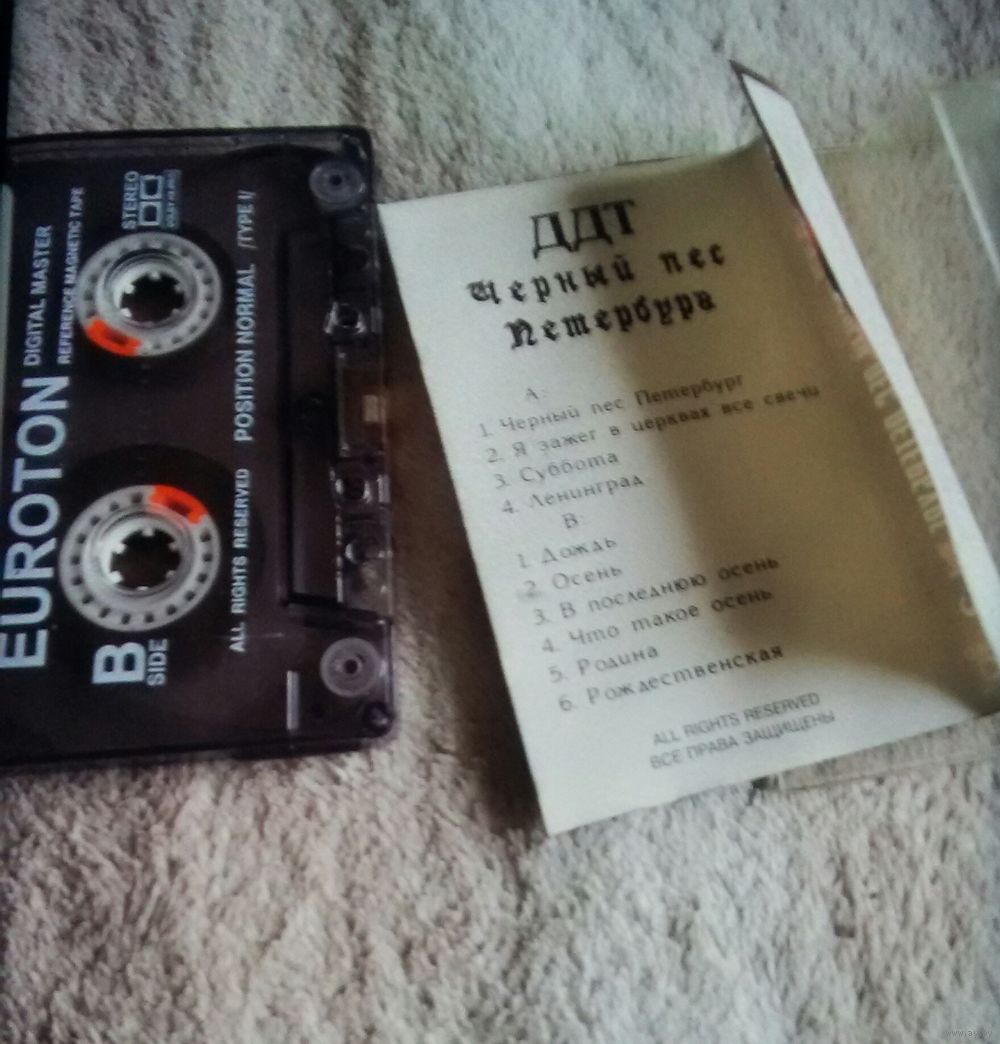 EUROTON
DIGITAL MASTER
REFERENCE MAGNETIC TAPE
STEREO
B
SIDE
POSITION NORMAL /TYPE I/
ALL RIGHTS RESERVED
ДДТ
Черный пес
Петербург
A:
1. Черный пес Петербург
2. Я зажег в церквах все свечи
3. Суббота
4. Ленинград
B:
1. Дождь
2. Осень
3. В последнюю осень
4. Что такое осень
5. Родина
6. Рождественская
ALL RIGHTS RESERVED
ВСЕ ПРАВА ЗАЩИЩЕНЫ